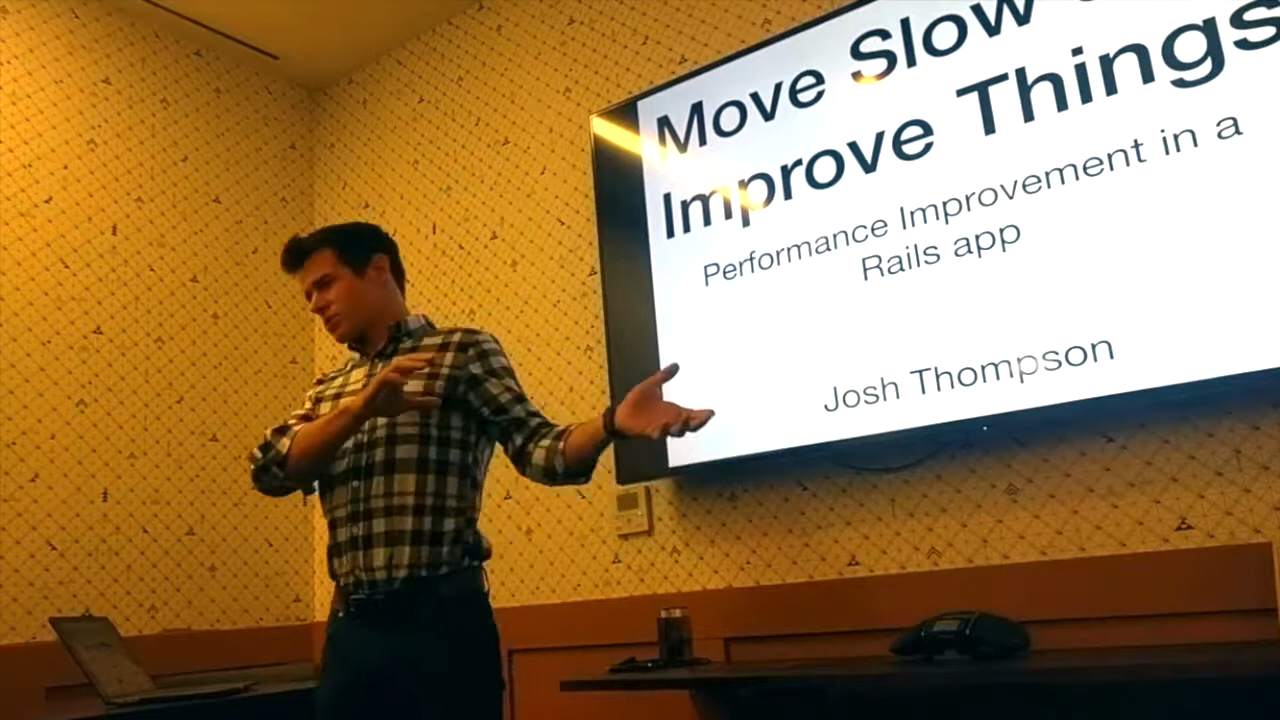 Move Slow
Improve Things
Performance Improvement in a
Rails app
Josh Thompson